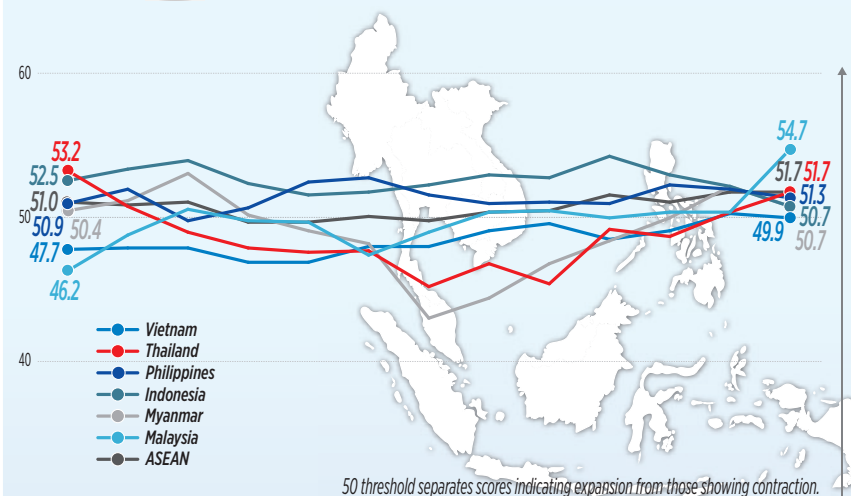 60
54.7
53.2
51.7 51.7
52.5
51.0
51.3
50
50.9
50.4
50.7
49.9
47.7
50.7
46.2
Vietnam
Thailand
40
Philippines
Indonesia
Myanmar
Malaysia
ASEAN
50 threshold separates scores indicating expansion from those showing contraction.